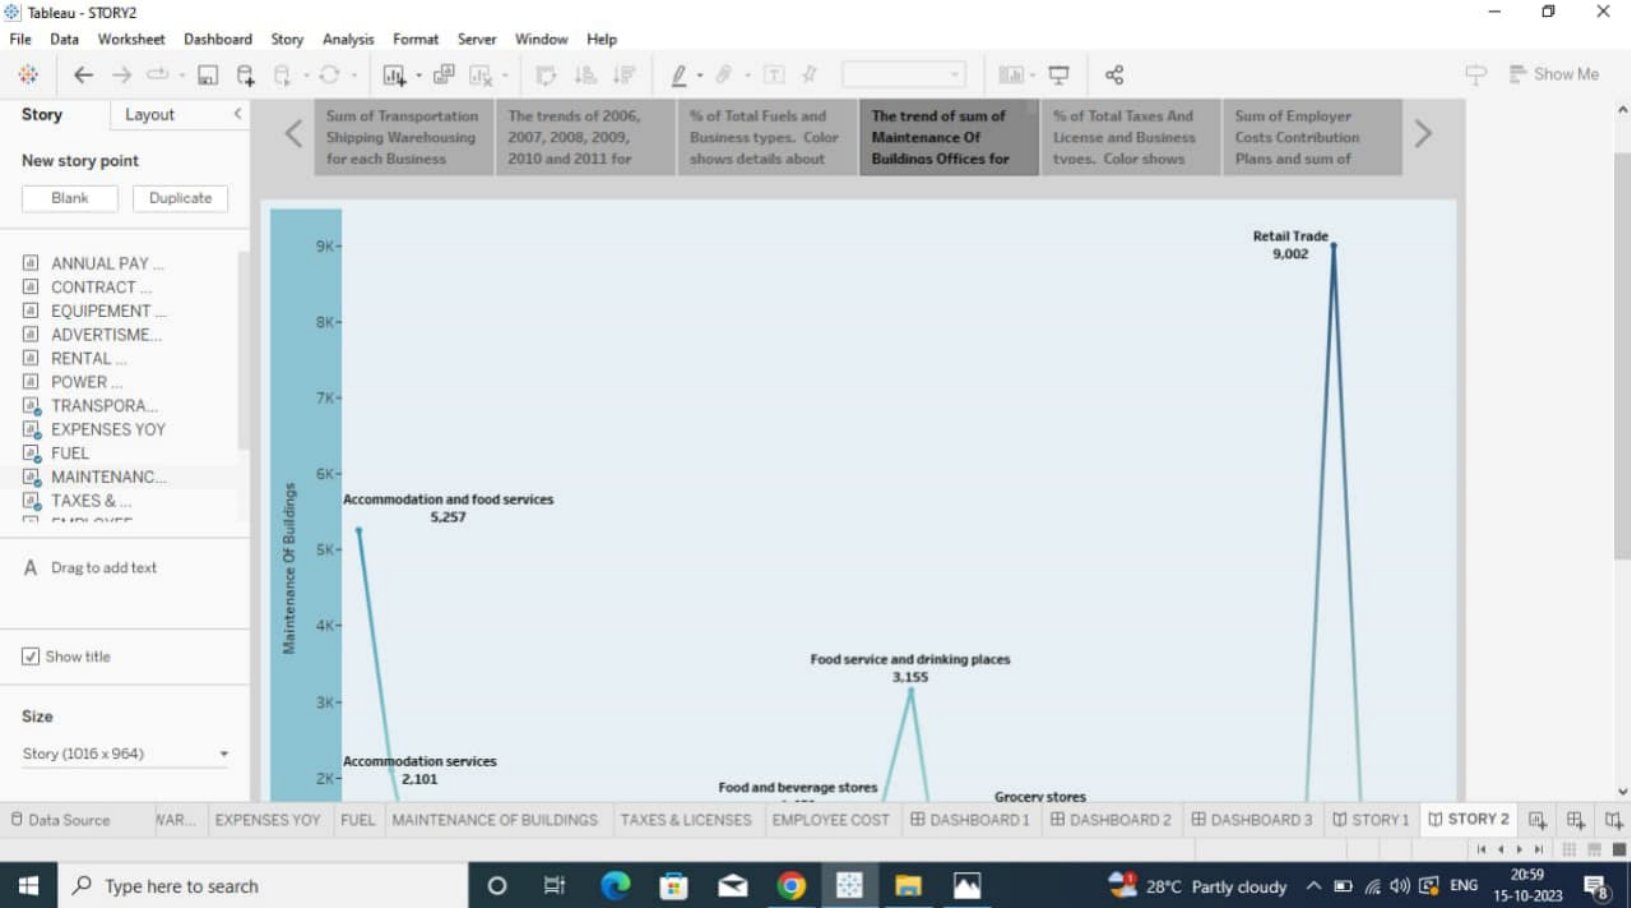 Tableau - STORY2
File Data Worksheet Dashboard Story Analysis Format Server Window Help
Show Me
Story Layout
New story point
Blank Duplicate
ANNUAL PAY ...
CONTRACT ...
EQUIPEMENT ...
ADVERTISME...
RENTAL ...
POWER ...
TRANSPORA...
EXPENSES YOY
FUEL
MAINTENANC...
TAXES & ...
A Drag to add text
Show title
Size
Story (1016 x 964)
Sum of Transportation
Shipping Warehousing
for each Business
The trends of 2006,
2007, 2008, 2009,
2010 and 2011 for
% of Total Fuels and
Business types. Color
shows details about
The trend of sum of
Maintenance Of
Buildings Offices for
% of Total Taxes And
License and Business
types. Color shows
Sum of Employer
Costs Contribution
Plans and sum of
Maintenance Of Buildings
9K
8K
7K
6K
5K
4K
3K
2K
Retail Trade
9,002
Accommodation and food services
5,257
Food service and drinking places
3,155
Accommodation services
2,101
Food and beverage stores
Grocery stores
Data Source WAR... EXPENSES YOY FUEL MAINTENANCE OF BUILDINGS TAXES & LICENSES EMPLOYEE COST DASHBOARD 1 DASHBOARD 2 DASHBOARD 3 STORY 1 STORY 2
Type here to search
28°C Partly cloudy
ENG
20:59
15-10-2023
8